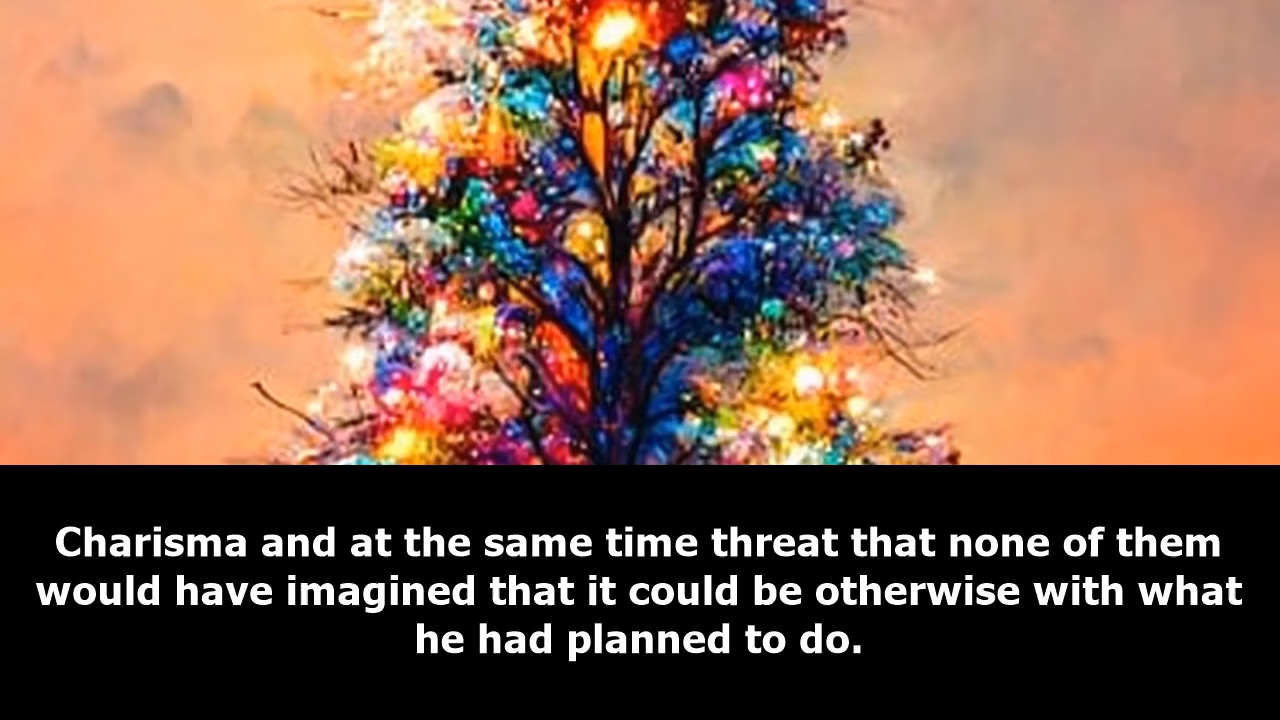 Charisma and at the same time threat that none of them
would have imagined that it could be otherwise with what
he had planned to do.